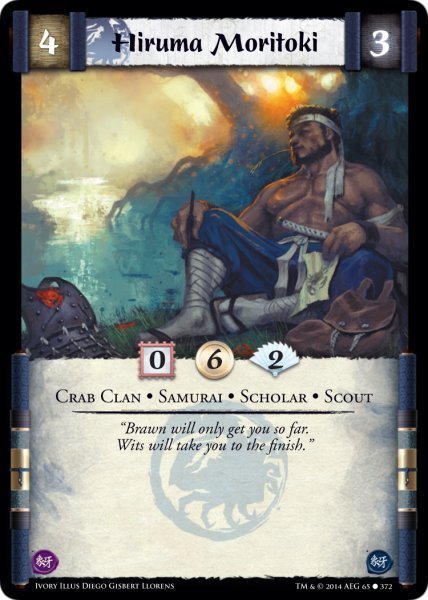 4 Hiruma Moritoki 3
0 6 2
Crab Clan • Samurai • Scholar • Scout
“Brawn will only get you so far.
Wits will take you to the finish.”
Ivory Illus Diego Gisbert Llorens TM & © 2014 AEG 65 • 372